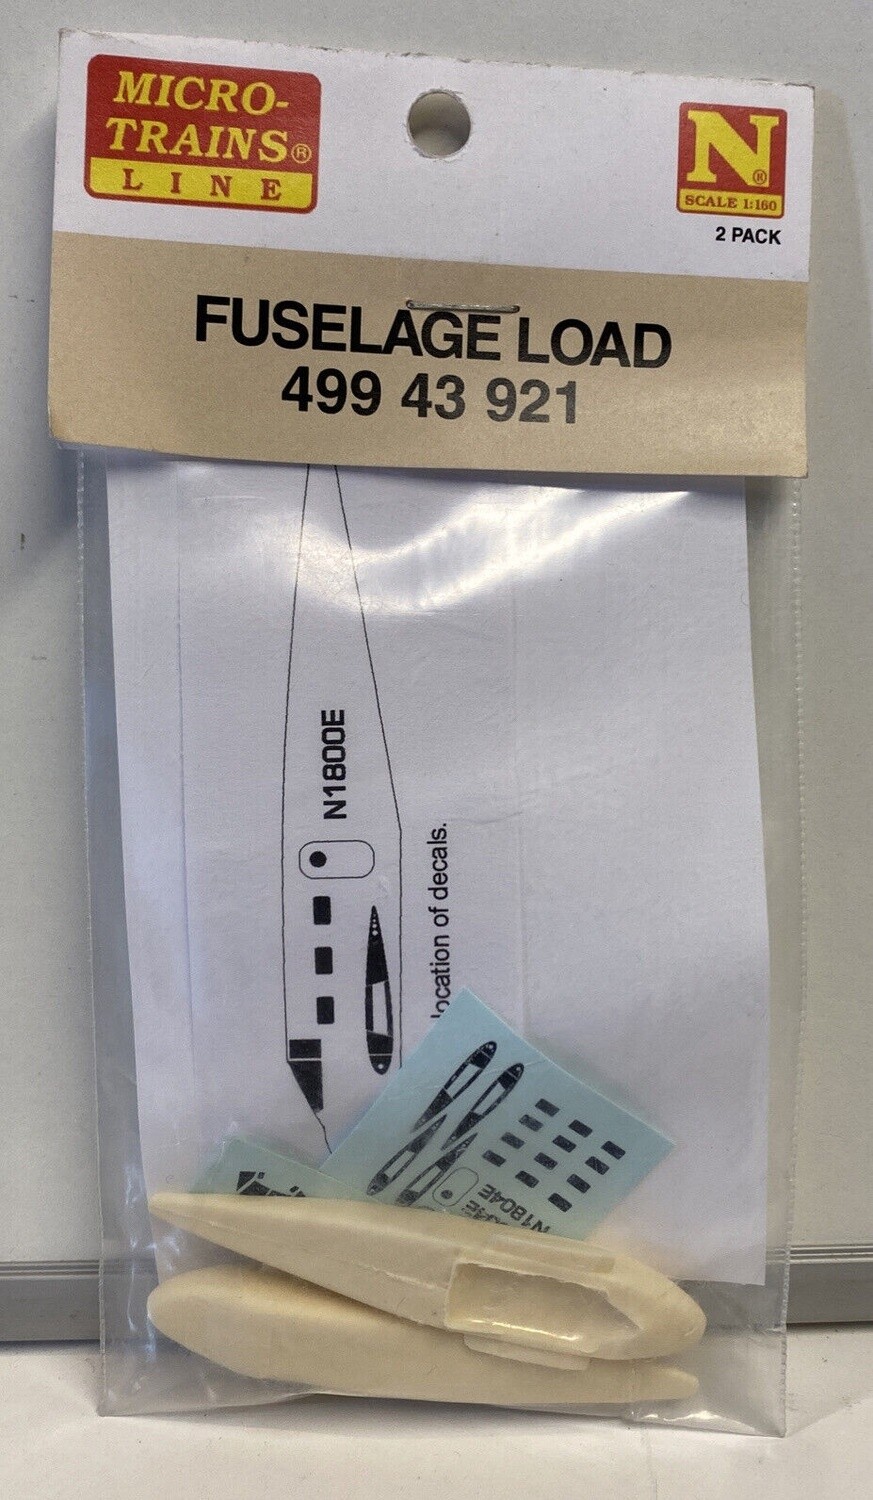 MICRO-
TRAINS®
LINE
N®
SCALE 1:160
2 PACK
FUSELAGE LOAD
499 43 921
N1800E
location of decals.
N1804E